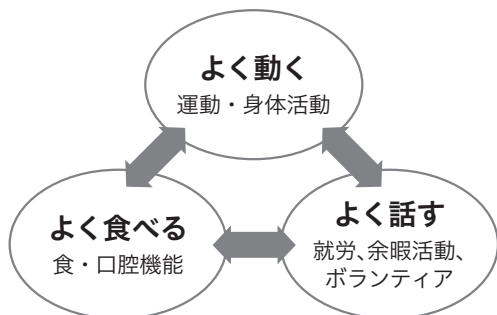 よく動く
運動・身体活動
よく食べる
食・口腔機能
よく話す
就労、余暇活動、
ボランティア